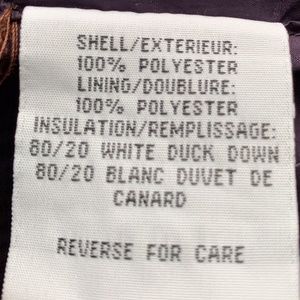 SHELL/EXTERIEUR:
100% POLYESTER
LINING/DOUBLURE:
100% POLYESTER
INSULATION/REMPLISSAGE:
80/20 WHITE DUCK DOWN
80/20 BLANC DUVET DE
CANARD
REVERSE FOR CARE